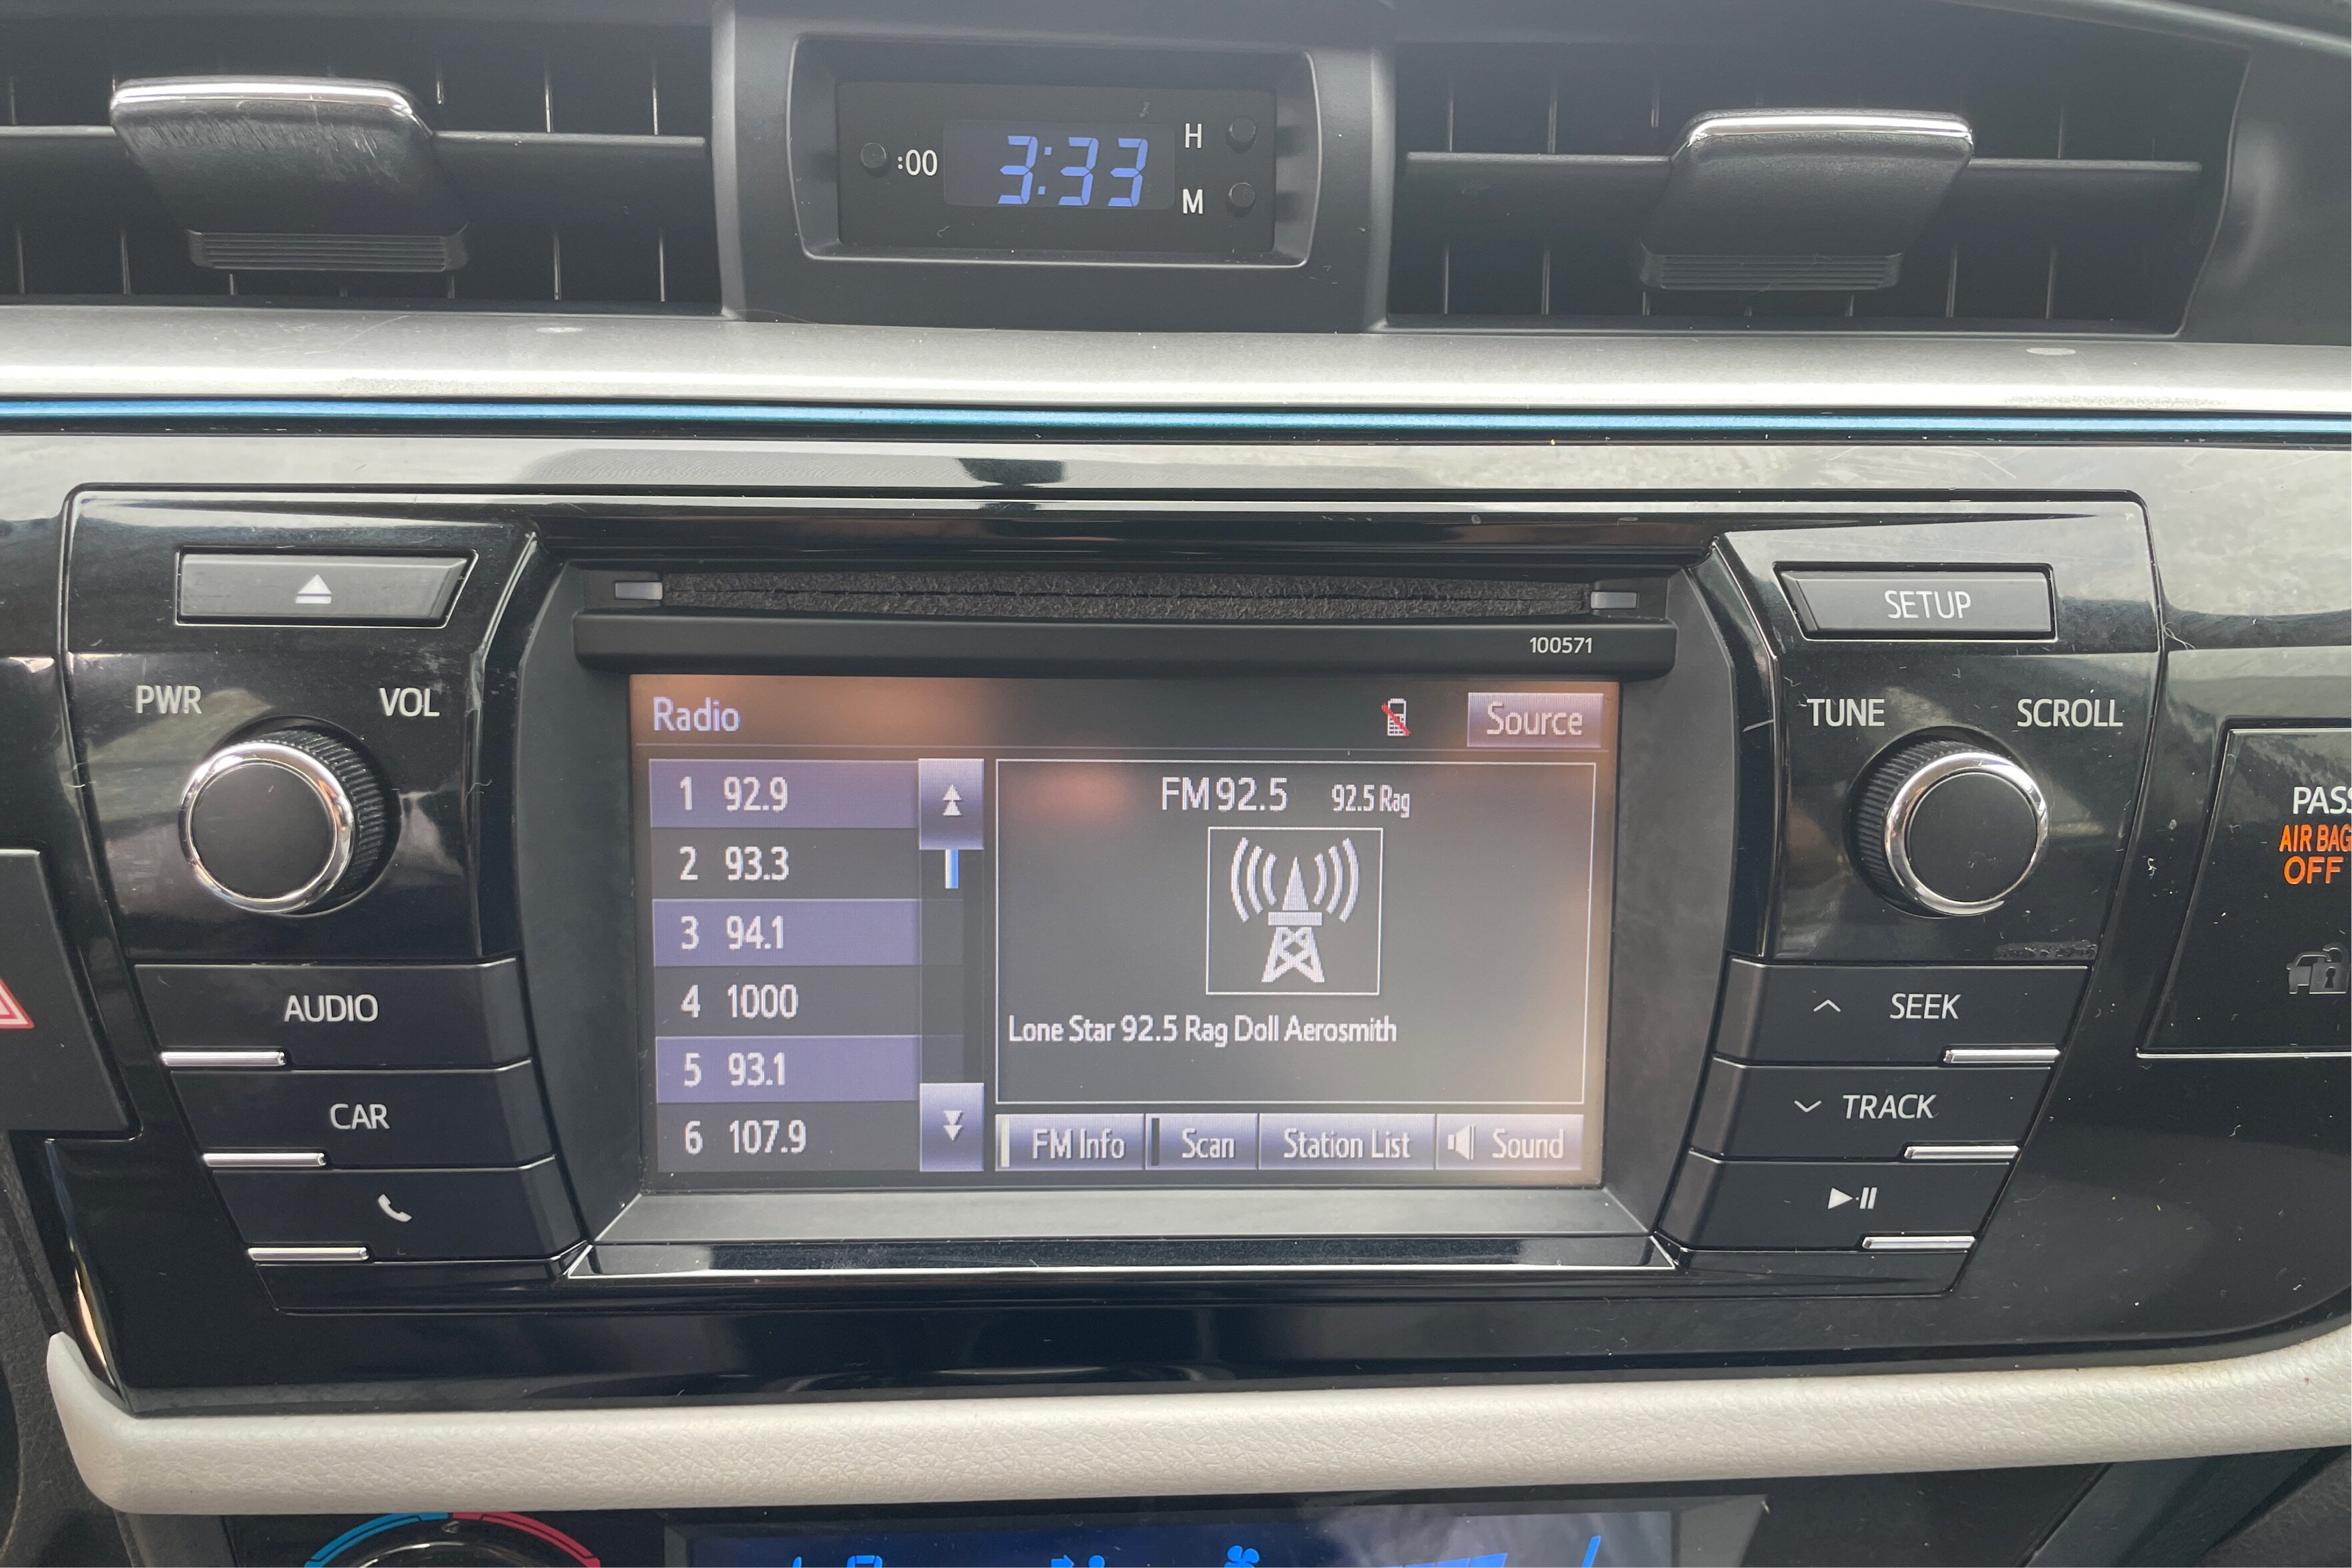 :00
3:33
H
M
SETUP
100571
PWR VOL
TUNE SCROLL
Radio
Source
1 92.9
2 93.3
3 94.1
4 1000
5 93.1
6 107.9
FM 92.5 92.5 Rag
Lone Star 92.5 Rag Doll Aerosmith
FM Info
Scan
Station List
Sound
AUDIO
CAR
SEEK
TRACK
AIR BAG
OFF